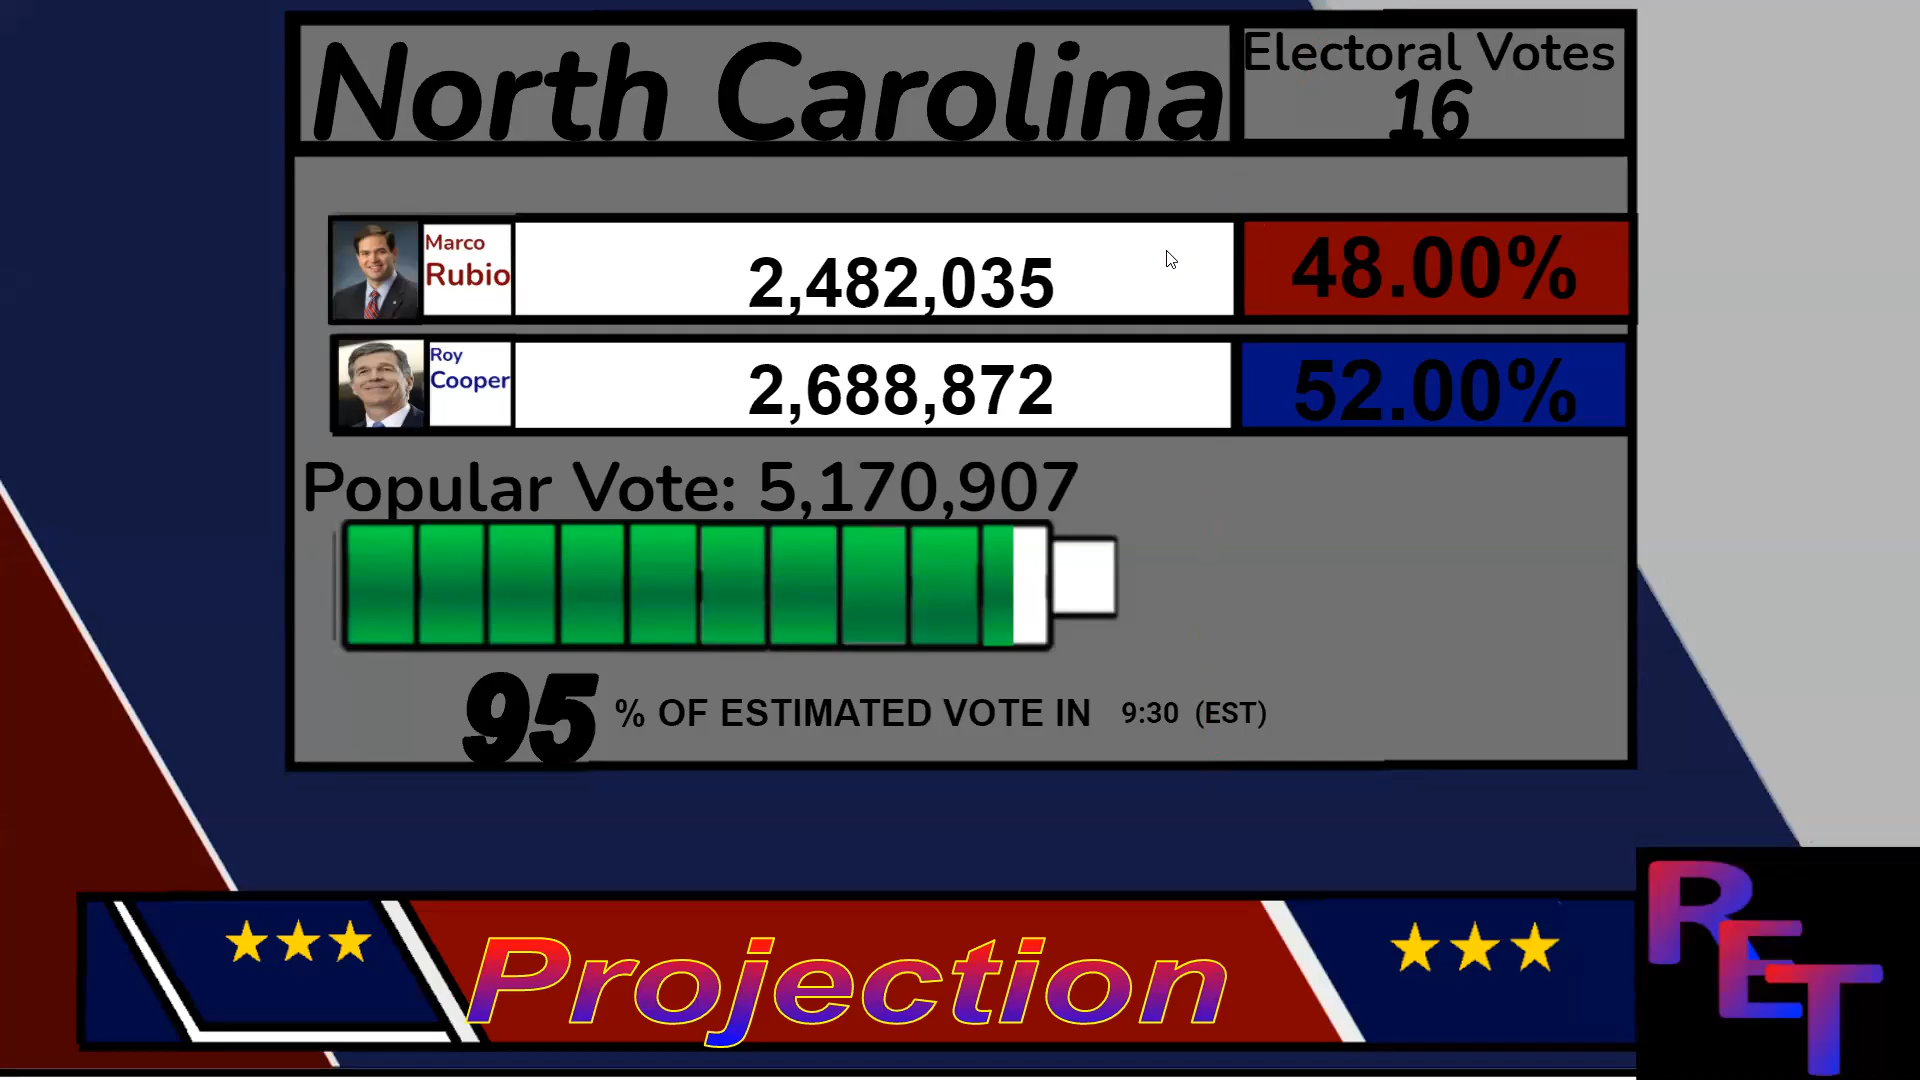 North Carolina
Electoral Votes
16
Marco
Rubio
2,482,035
48.00%
Roy
Cooper
2,688,872
52.00%
Popular Vote: 5,170,907
95 % OF ESTIMATED VOTE IN 9:30 (EST)
Projection
RET